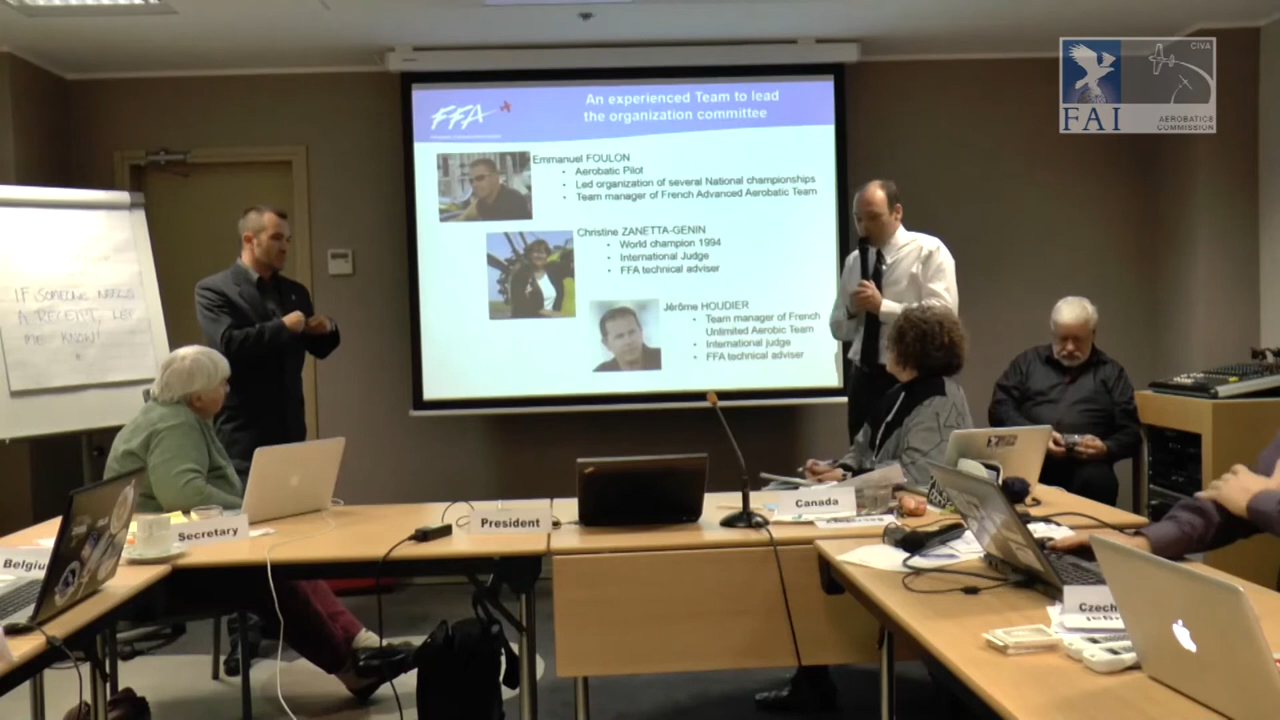 CIVA
FAI
AEROBATICS
COMMISSION
FFA
An experienced Team to lead
the organization committee
Emmanuel FOULON
• Aerobatic Pilot
• Led organization of several National championships
• Team manager of French Advanced Aerobatic Team
Christine ZANETTA-GENIN
• World champion 1994
• International Judge
• FFA technical adviser
Jérôme HOUDIER
• Team manager of French
Unlimited Aerobic Team
• International judge
• FFA technical adviser
IF SOMEONE NEEDS
A RECEIPT, LET
ME KNOW!
Secretary
President
Canada
Belgiu
Czech